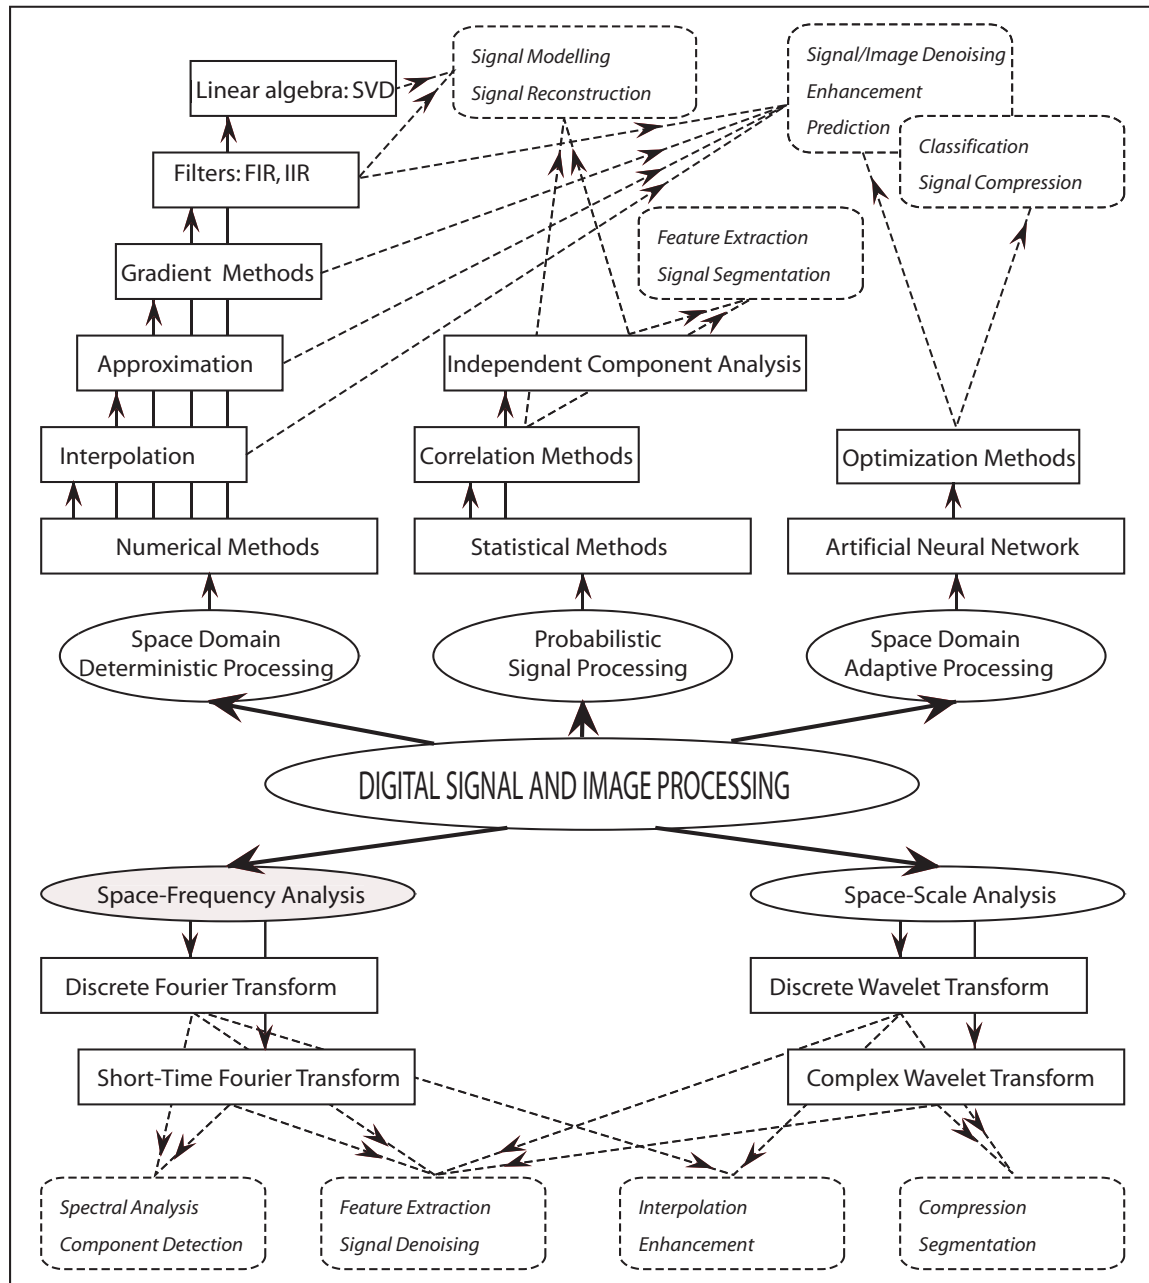 Signal Modelling
Signal Reconstruction
Signal/Image Denoising
Enhancement
Prediction
Classification
Signal Compression
Linear algebra: SVD
Filters: FIR, IIR
Feature Extraction
Signal Segmentation
Gradient Methods
Approximation
Independent Component Analysis
Interpolation
Correlation Methods
Optimization Methods
Numerical Methods
Statistical Methods
Artificial Neural Network
Space Domain
Deterministic Processing
Probabilistic
Signal Processing
Space Domain
Adaptive Processing
DIGITAL SIGNAL AND IMAGE PROCESSING
Space-Frequency Analysis
Space-Scale Analysis
Discrete Fourier Transform
Discrete Wavelet Transform
Short-Time Fourier Transform
Complex Wavelet Transform
Spectral Analysis
Component Detection
Feature Extraction
Signal Denoising
Interpolation
Enhancement
Compression
Segmentation